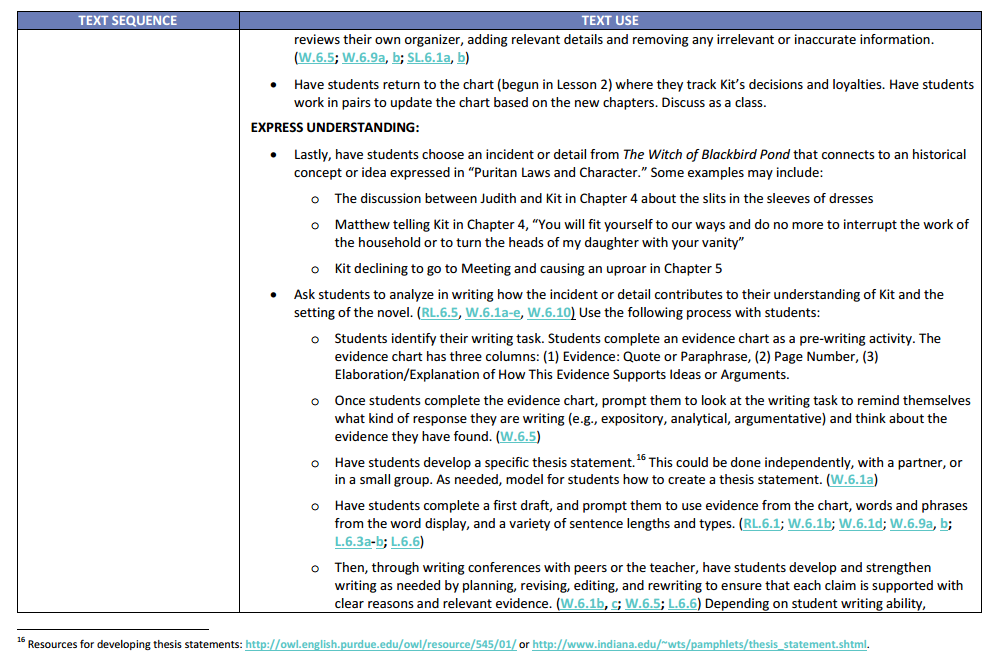 TEXT SEQUENCE TEXT USE
reviews their own organizer, adding relevant details and removing any irrelevant or inaccurate information.
(W.6.5; W.6.9a, b; SL.6.1a, b)
• Have students return to the chart (begun in Lesson 2) where they track Kit's decisions and loyalties. Have students
work in pairs to update the chart based on the new chapters. Discuss as a class.
EXPRESS UNDERSTANDING:
• Lastly, have students choose an incident or detail from The Witch of Blackbird Pond that connects to an historical
concept or idea expressed in “Puritan Laws and Character.” Some examples may include:
o The discussion between Judith and Kit in Chapter 4 about the slits in the sleeves of dresses
o Matthew telling Kit in Chapter 4, “You will fit yourself to our ways and do no more to interrupt the work of
the household or to turn the heads of my daughter with your vanity”
o Kit declining to go to Meeting and causing an uproar in Chapter 5
• Ask students to analyze in writing how the incident or detail contributes to their understanding of Kit and the
setting of the novel. (RL.6.5, W.6.1a-e, W.6.10) Use the following process with students:
o Students identify their writing task. Students complete an evidence chart as a pre-writing activity. The
evidence chart has three columns: (1) Evidence: Quote or Paraphrase, (2) Page Number, (3)
Elaboration/Explanation of How This Evidence Supports Ideas or Arguments.
o Once students complete the evidence chart, prompt them to look at the writing task to remind themselves
what kind of response they are writing (e.g., expository, analytical, argumentative) and think about the
evidence they have found. (W.6.5)
o Have students develop a specific thesis statement.16 This could be done independently, with a partner, or
in a small group. As needed, model for students how to create a thesis statement. (W.6.1a)
o Have students complete a first draft, and prompt them to use evidence from the chart, words and phrases
from the word display, and a variety of sentence lengths and types. (RL.6.1; W.6.1b; W.6.1d; W.6.9a, b;
L.6.3a-b; L.6.6)
o Then, through writing conferences with peers or the teacher, have students develop and strengthen
writing as needed by planning, revising, editing, and rewriting to ensure that each claim is supported with
clear reasons and relevant evidence. (W.6.1b, c; W.6.5; L.6.6) Depending on student writing ability,
16 Resources for developing thesis statements: http://owl.english.purdue.edu/owl/resource/545/01/ or http://www.indiana.edu/~wts/pamphlets/thesis_statement.shtml.